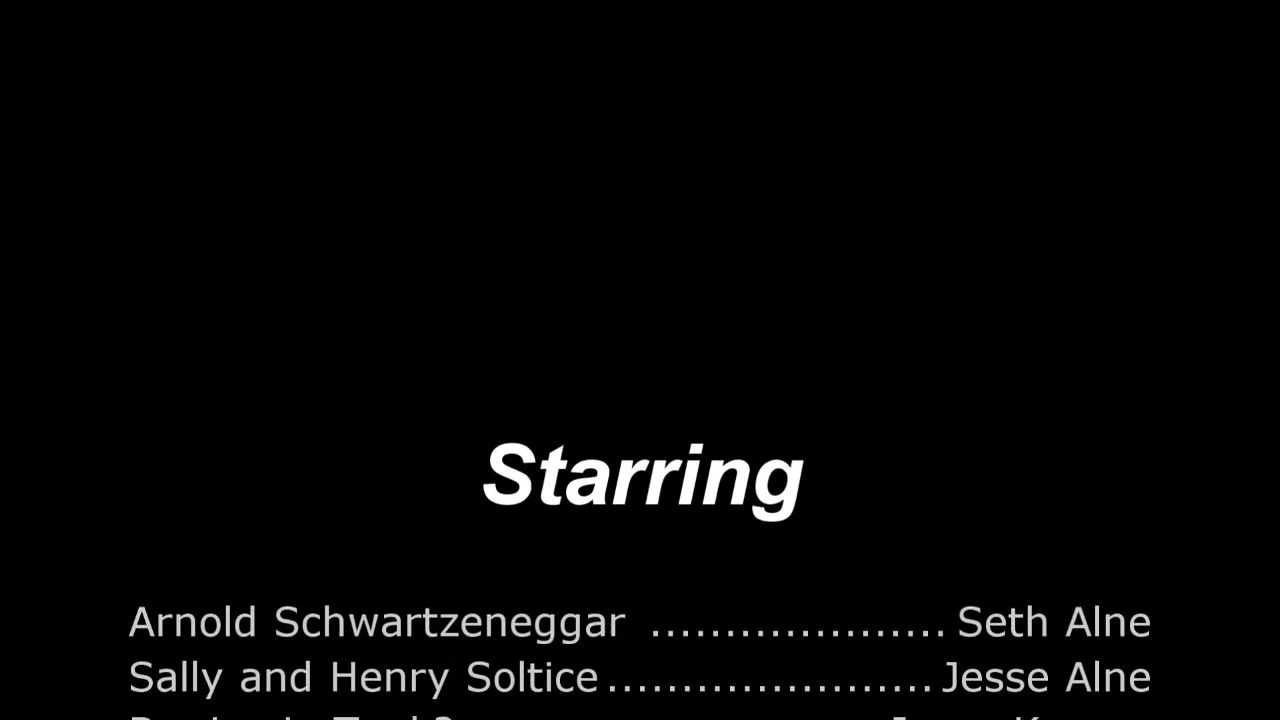 Starring
Arnold Schwartzeneggar .................... Seth Alne
Sally and Henry Soltice...................... Jesse Alne